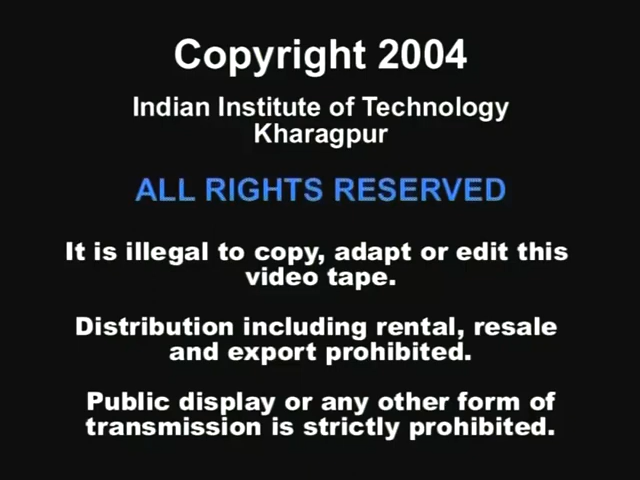 Copyright 2004
Indian Institute of Technology
Kharagpur
ALL RIGHTS RESERVED
It is illegal to copy, adapt or edit this
video tape.
Distribution including rental, resale
and export prohibited.
Public display or any other form of
transmission is strictly prohibited.